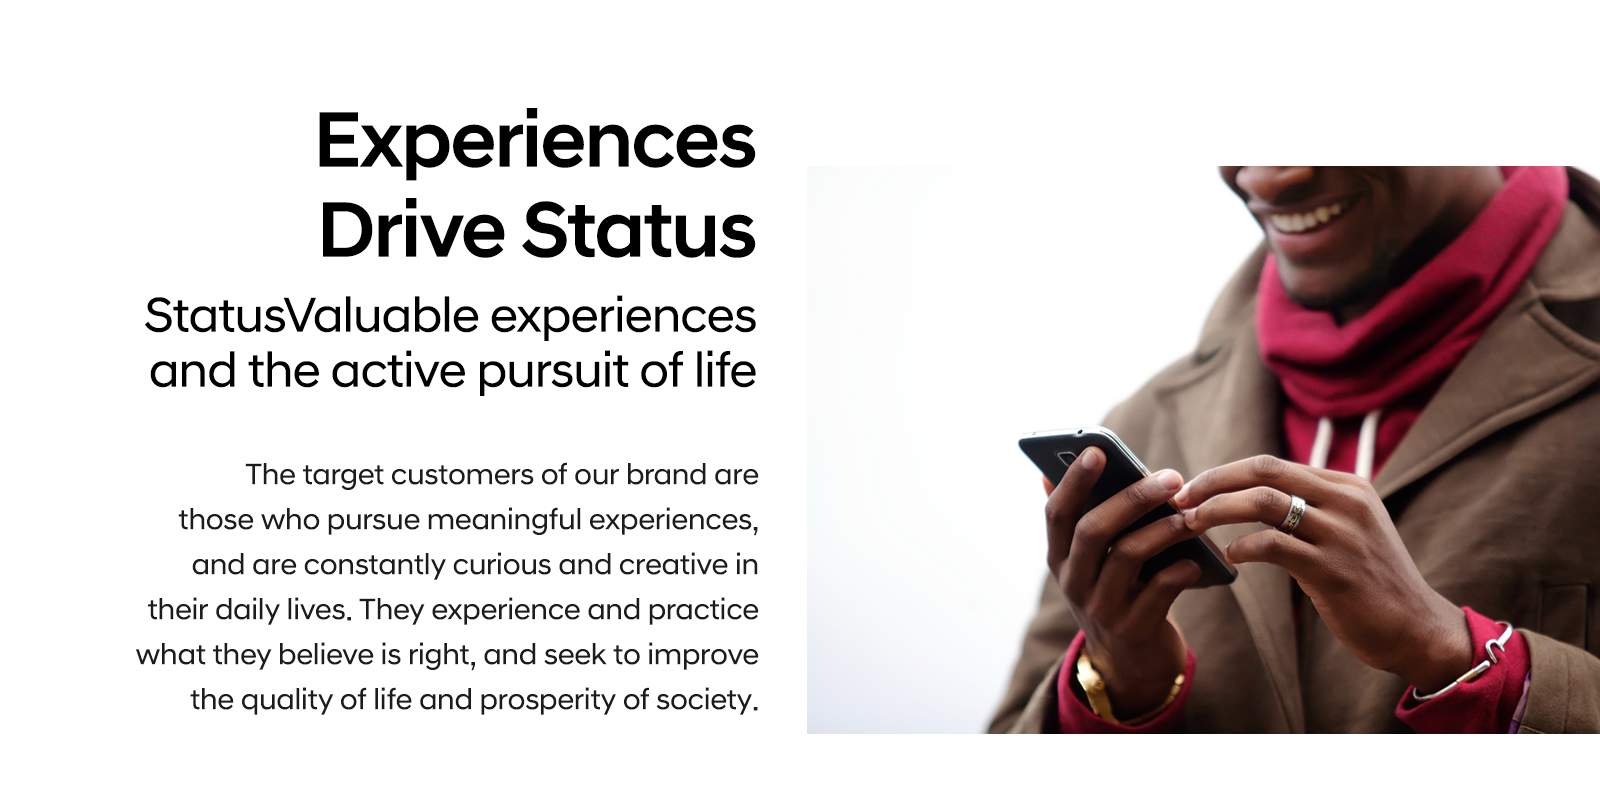 Experiences
Drive Status
StatusValuable experiences
and the active pursuit of life
The target customers of our brand are
those who pursue meaningful experiences,
and are constantly curious and creative in
their daily lives. They experience and practice
what they believe is right, and seek to improve
the quality of life and prosperity of society.